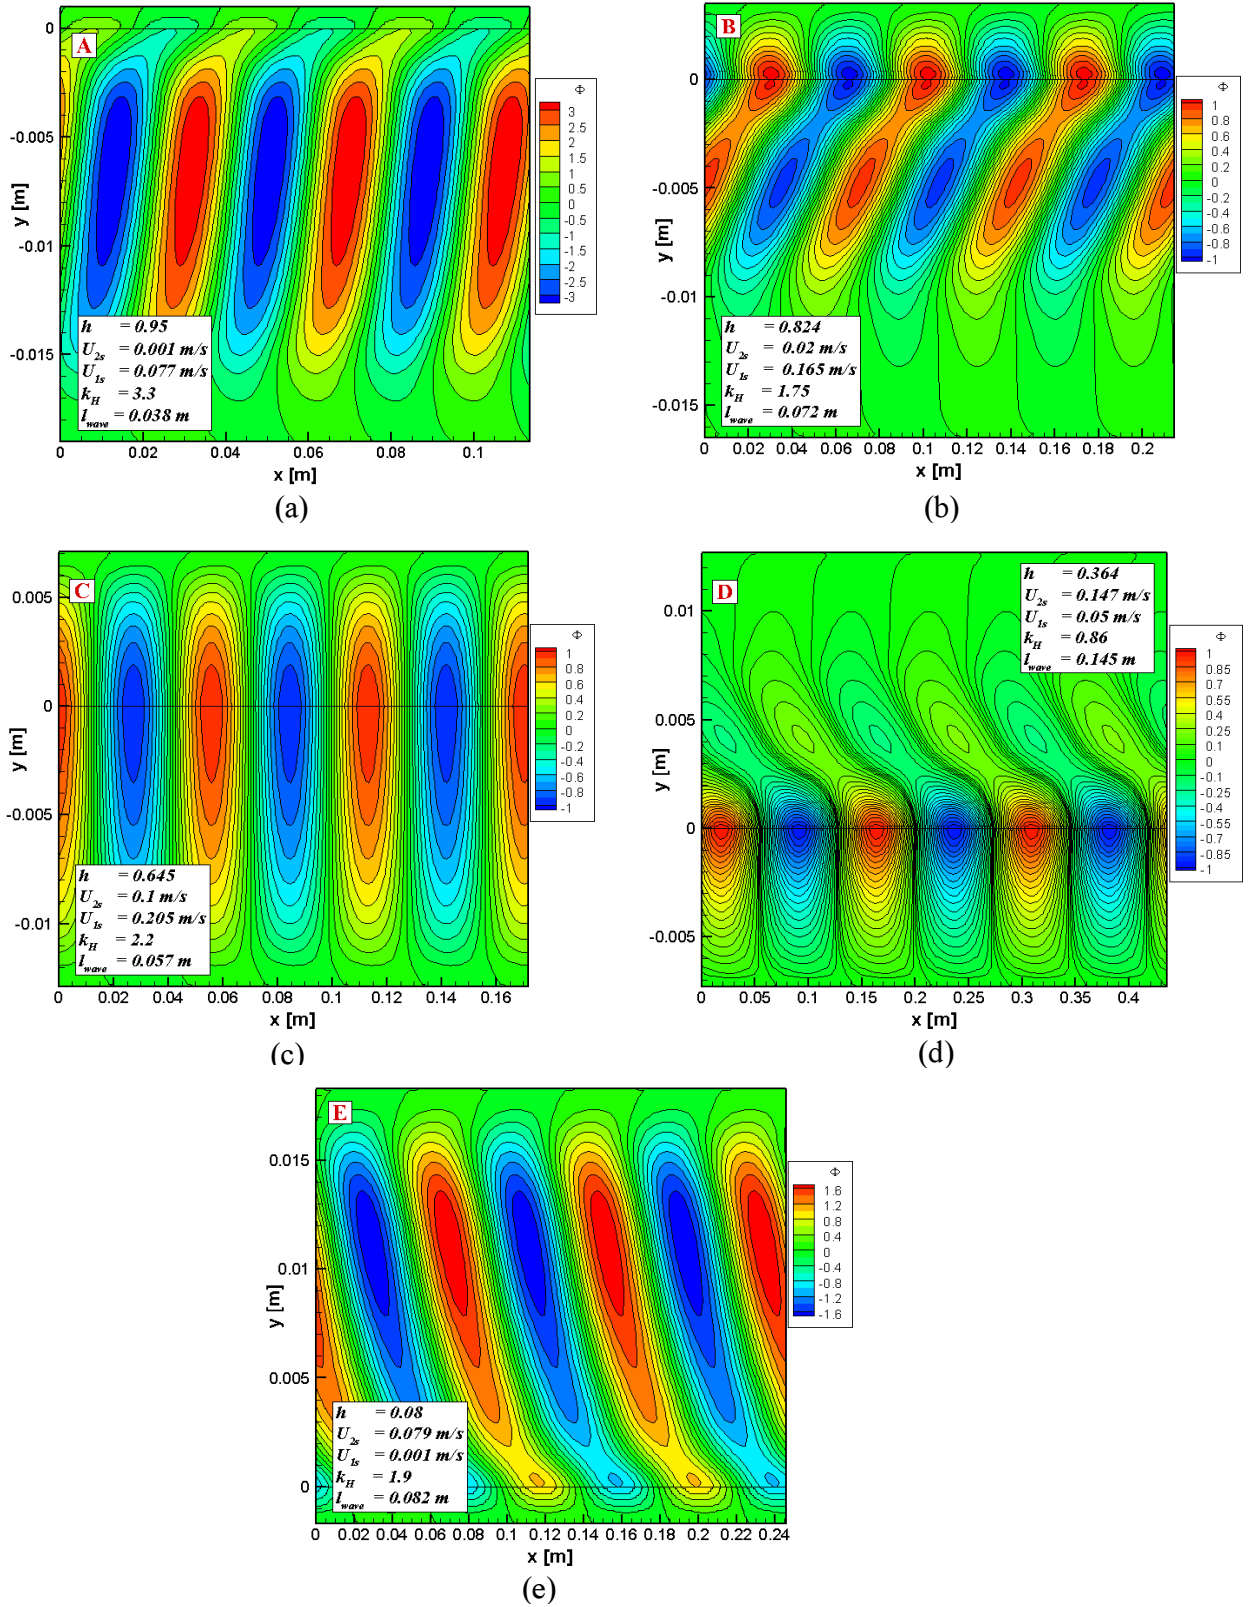 A
0
-0.005
-0.01
-0.015
y [m]
h = 0.95
U2s = 0.001 m/s
U1s = 0.077 m/s
kH = 3.3
lwave = 0.038 m
0 0.02 0.04 0.06 0.08 0.1
x [m]
Φ
3
2.5
2
1.5
1
0.5
-0.5
-1
-1.5
-2
-2.5
-3
(a)
B
0
-0.005
-0.01
-0.015
y [m]
h = 0.824
U2s = 0.02 m/s
U1s = 0.165 m/s
kH = 1.75
lwave = 0.072 m
0 0.02 0.04 0.06 0.08 0.1 0.12 0.14 0.16 0.18 0.2
x [m]
Φ
1
0.8
0.6
0.4
0.2
0
-0.2
-0.4
-0.6
-0.8
-1
(b)
C
0.005
0
-0.005
-0.01
y [m]
h = 0.645
U2s = 0.1 m/s
U1s = 0.205 m/s
kH = 2.2
lwave = 0.057 m
0 0.02 0.04 0.06 0.08 0.1 0.12 0.14 0.16
x [m]
Φ
1
0.8
0.6
0.4
0.2
0
-0.2
-0.4
-0.6
-0.8
-1
(c)
D
0.01
0.005
0
-0.005
y [m]
h = 0.364
U2s = 0.147 m/s
U1s = 0.05 m/s
kH = 0.86
lwave = 0.145 m
0 0.05 0.1 0.15 0.2 0.25 0.3 0.35 0.4
x [m]
Φ
1
0.85
0.7
0.55
0.4
0.25
0.1
-0.1
-0.25
-0.4
-0.55
-0.7
-0.85
-1
(d)
E
0.015
0.01
0.005
0
y [m]
h = 0.08
U2s = 0.079 m/s
U1s = 0.001 m/s
kH = 1.9
lwave = 0.082 m
0 0.02 0.04 0.06 0.08 0.1 0.12 0.14 0.16 0.18 0.2 0.22 0.24
x [m]
Φ
1.6
1.2
0.8
0.4
0
-0.4
-0.8
-1.2
-1.6
(e)